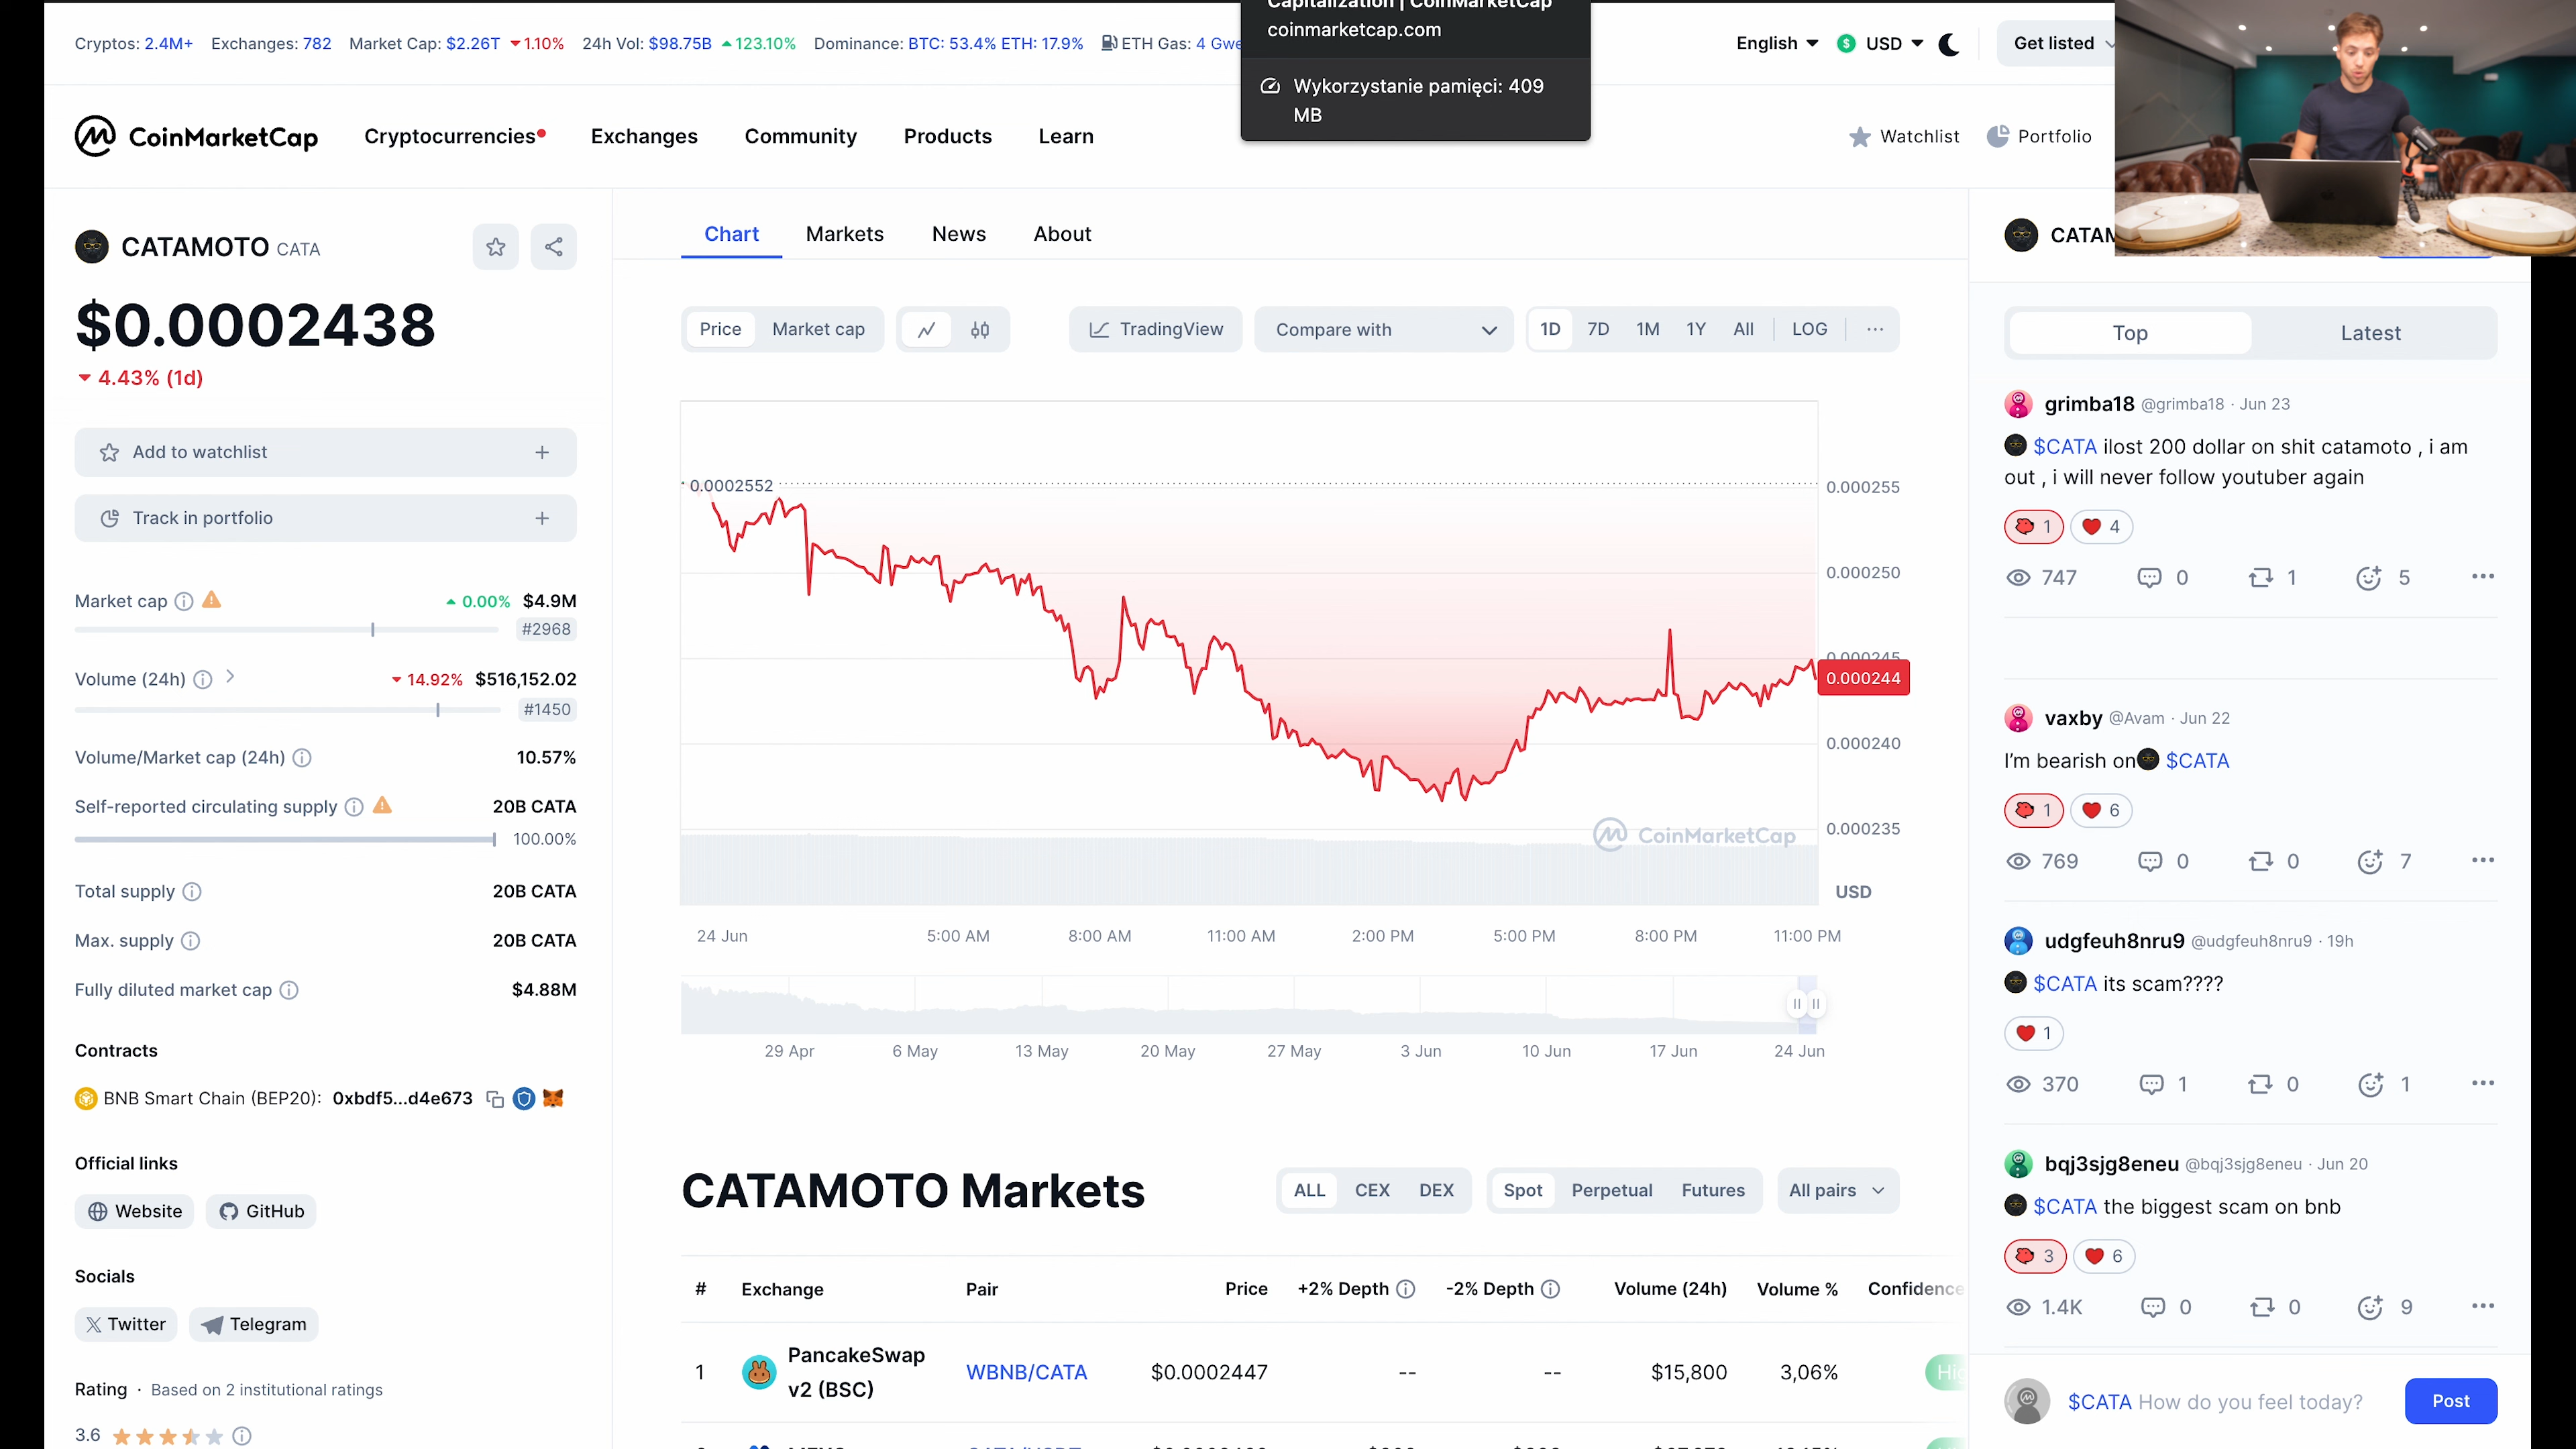 Capitalization | CoinMarketCap
coinmarketcap.com
Wykorzystanie pamięci: 409
MB
Cryptos: 2.4M+ Exchanges: 782 Market Cap: $2.26T 1.10% 24h Vol: $98.75B 123.10% Dominance: BTC: 53.4% ETH: 17.9% ETH Gas: 4 Gwe
English USD Get listed
CoinMarketCap Cryptocurrencies Exchanges Community Products Learn Watchlist Portfolio
CATAMOTO CATA
$0.0002438
4.43% (1d)
Add to watchlist
Track in portfolio
Market cap 0.00% $4.9M
#2968
Volume (24h) 14.92% $516,152.02
#1450
Volume/Market cap (24h) 10.57%
Self-reported circulating supply 20B CATA
100.00%
Total supply 20B CATA
Max. supply 20B CATA
Fully diluted market cap $4.88M
Contracts
BNB Smart Chain (BEP20): 0xbdf5...d4e673
Official links
Website GitHub
Socials
Twitter Telegram
Rating · Based on 2 institutional ratings
3.6
Chart Markets News About
Price Market cap TradingView Compare with 1D 7D 1M 1Y All LOG ...
0.0002552
0.000255
0.000250
0.000245
0.000244
0.000240
0.000235
CoinMarketCap
USD
24 Jun 5:00 AM 8:00 AM 11:00 AM 2:00 PM 5:00 PM 8:00 PM 11:00 PM
29 Apr 6 May 13 May 20 May 27 May 3 Jun 10 Jun 17 Jun 24 Jun
CATAMOTO Markets ALL CEX DEX Spot Perpetual Futures All pairs
# Exchange Pair Price +2% Depth -2% Depth Volume (24h) Volume % Confidence
1 PancakeSwap v2 (BSC) WBNB/CATA $0.0002447 -- -- $15,800 3,06%
CATAM
Top Latest
grimba18 @grimba18 · Jun 23
$CATA ilost 200 dollar on shit catamoto , i am
out , i will never follow youtuber again
1 4
747 0 1 5 ...
vaxby @Avam · Jun 22
I'm bearish on $CATA
1 6
769 0 0 7 ...
udgfeuh8nru9 @udgfeuh8nru9 · 19h
$CATA its scam????
1
370 1 0 1 ...
bqj3sjg8eneu @bqj3sjg8eneu · Jun 20
$CATA the biggest scam on bnb
3 6
1.4K 0 0 9 ...
$CATA How do you feel today? Post